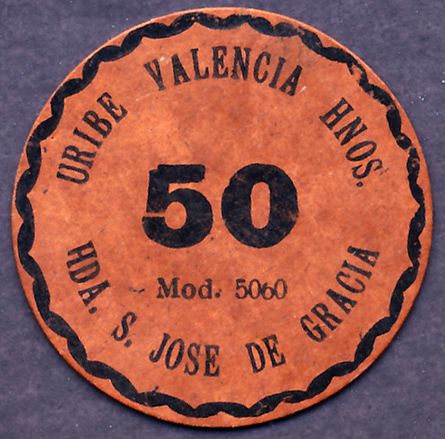 URIBE VALENCIA HNOS.
50
Mod. 5060
HDA. S. JOSE DE GRACIA